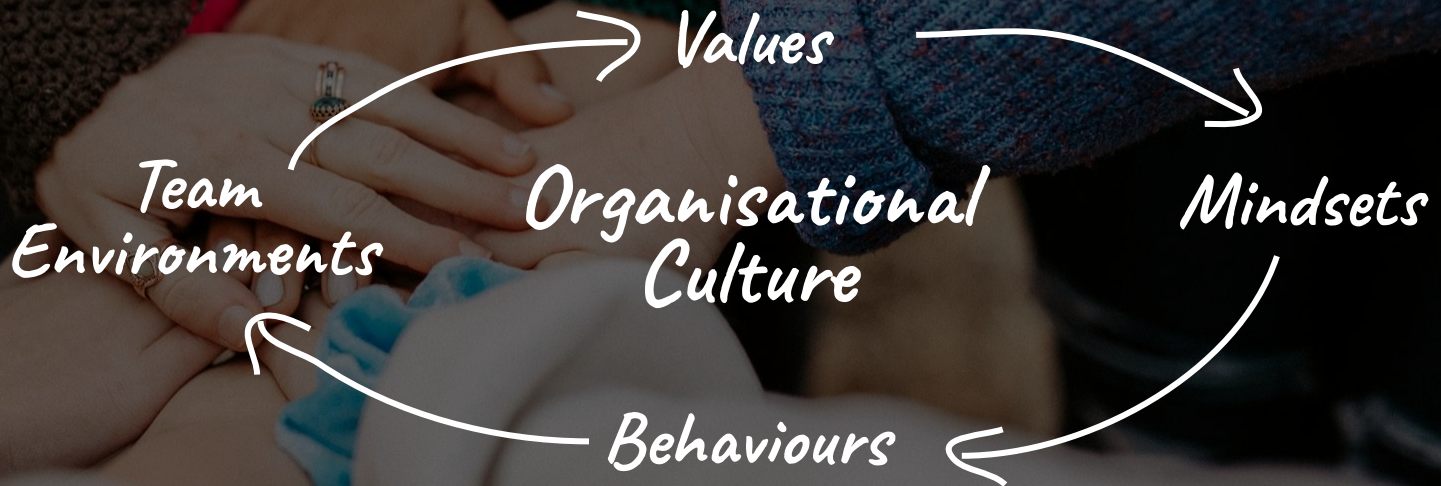 Values
Team
Environments
Organisational
Culture
Mindsets
Behaviours